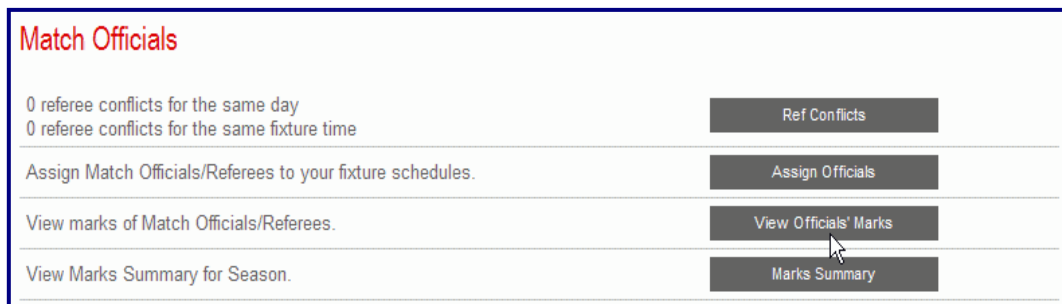 Match Officials
0 referee conflicts for the same day
0 referee conflicts for the same fixture time
Ref Conflicts
Assign Match Officials/Referees to your fixture schedules.
Assign Officials
View marks of Match Officials/Referees.
View Officials' Marks
View Marks Summary for Season.
Marks Summary